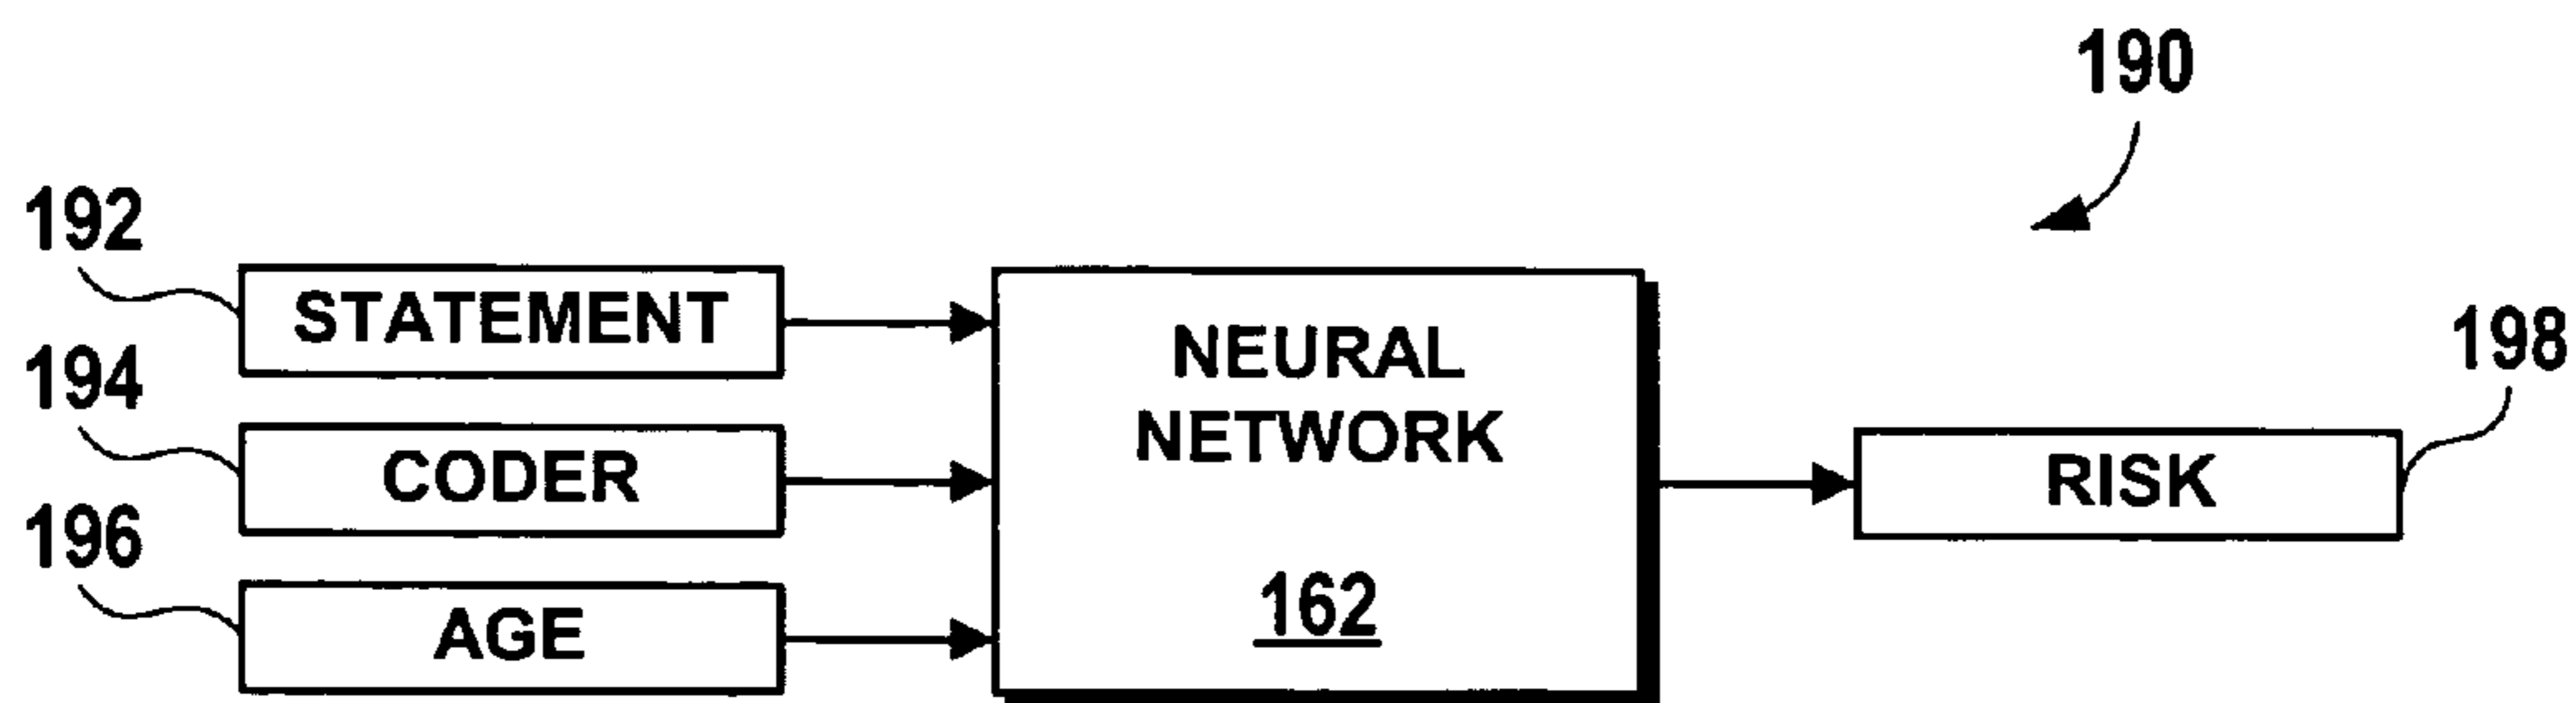 190
192
STATEMENT
194
CODER
196
AGE
NEURAL
NETWORK
162
198
RISK